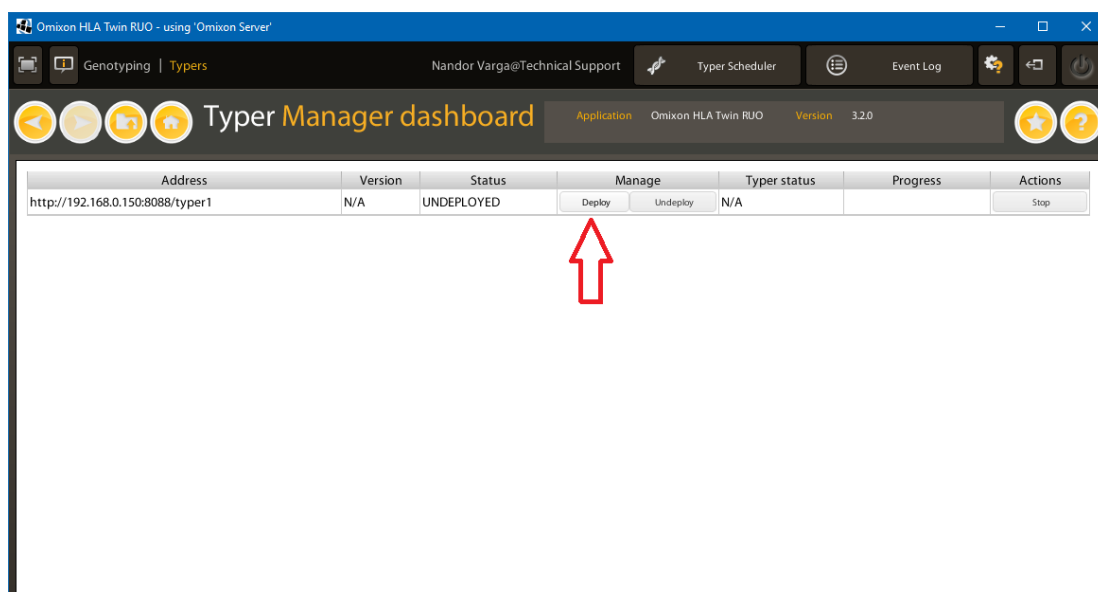 Omixon HLA Twin RUO - using 'Omixon Server'
Genotyping | Typers Nandor Varga@Technical Support Typer Scheduler Event Log
Typer Manager dashboard Application Omixon HLA Twin RUO Version 3.2.0
Address Version Status Manage Typer status Progress Actions
http://192.168.0.150:8088/typer1 N/A UNDEPLOYED Deploy Undeploy N/A Stop